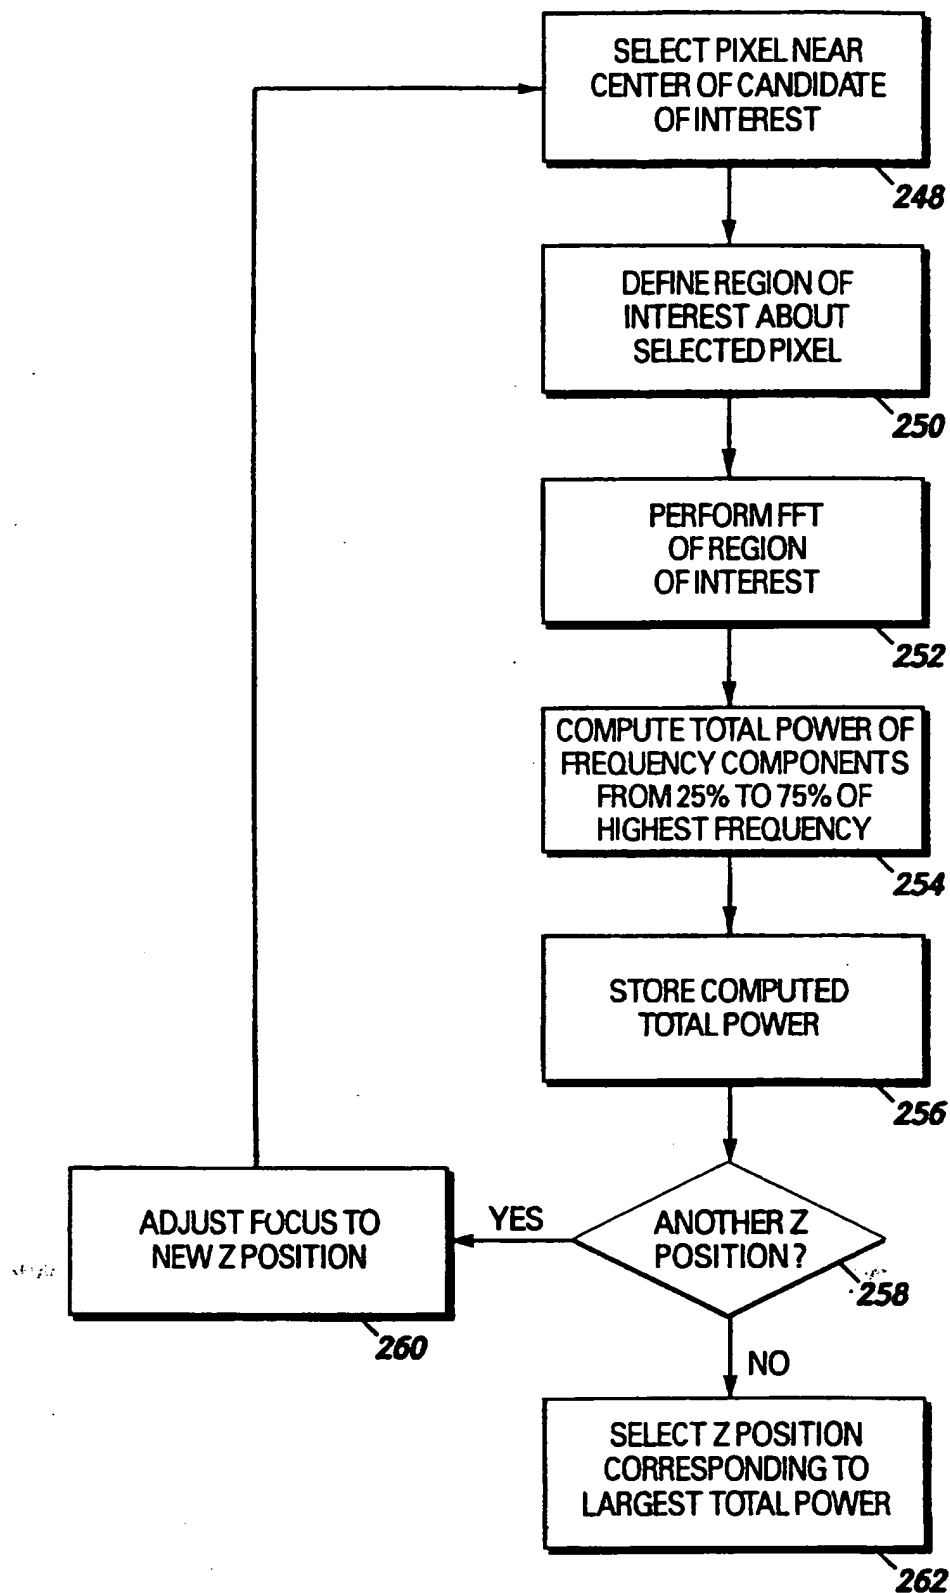 SELECT PIXEL NEAR
CENTER OF CANDIDATE
OF INTEREST
248
DEFINE REGION OF
INTEREST ABOUT
SELECTED PIXEL
250
PERFORM FFT
OF REGION
OF INTEREST
252
COMPUTE TOTAL POWER OF
FREQUENCY COMPONENTS
FROM 25% TO 75% OF
HIGHEST FREQUENCY
254
STORE COMPUTED
TOTAL POWER
256
ANOTHER Z
POSITION?
258
YES
ADJUST FOCUS TO
NEW Z POSITION
260
NO
SELECT Z POSITION
CORRESPONDING TO
LARGEST TOTAL POWER
262